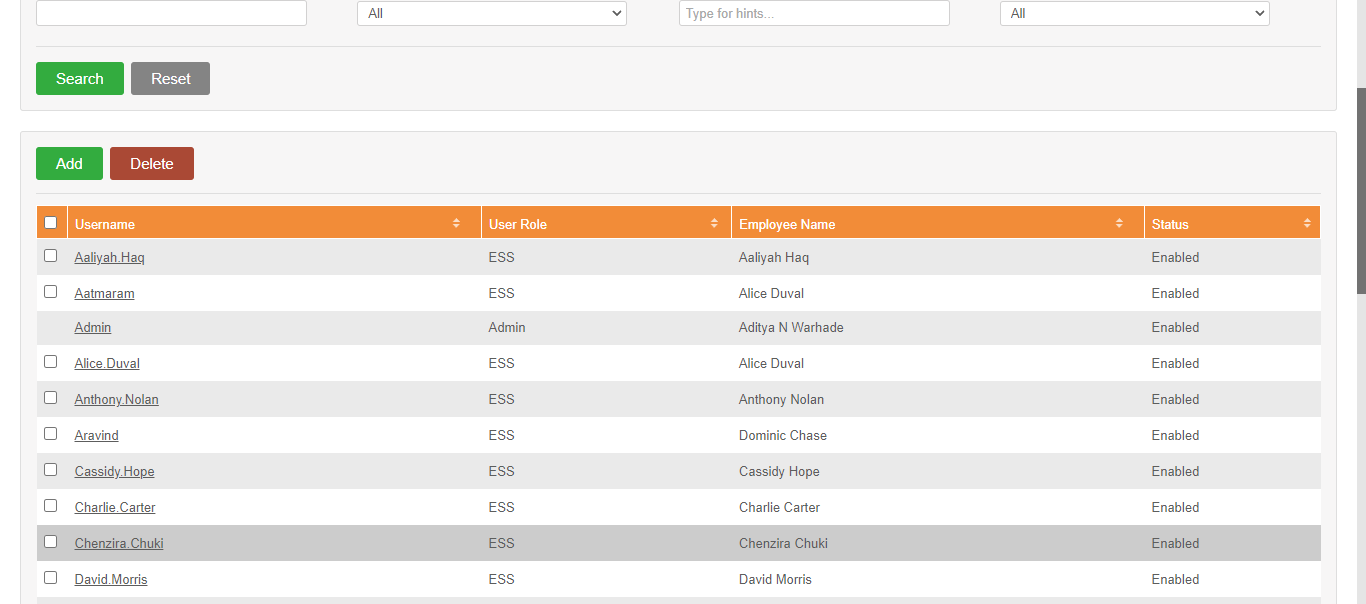 All Type for hints... All
Search Reset
Add Delete
Username User Role Employee Name Status
Aaliyah.Haq ESS Aaliyah Haq Enabled
Aatmaram ESS Alice Duval Enabled
Admin Admin Aditya N Warhade Enabled
Alice.Duval ESS Alice Duval Enabled
Anthony.Nolan ESS Anthony Nolan Enabled
Aravind ESS Dominic Chase Enabled
Cassidy.Hope ESS Cassidy Hope Enabled
Charlie.Carter ESS Charlie Carter Enabled
Chenzira.Chuki ESS Chenzira Chuki Enabled
David.Morris ESS David Morris Enabled